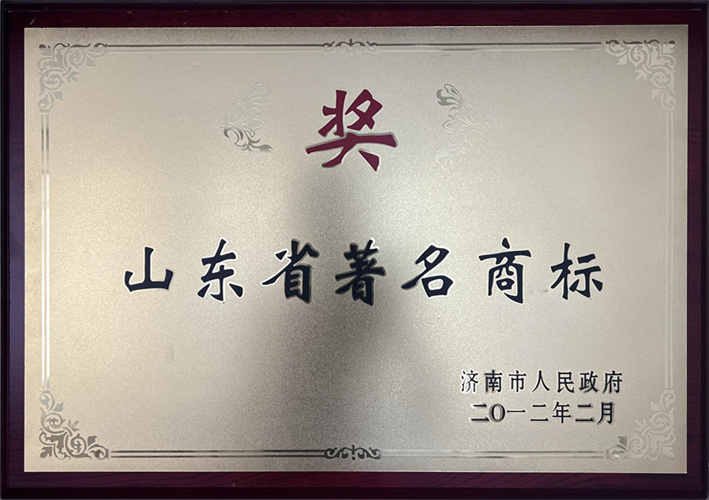 奖
山东省著名商标
济南市人民政府
二〇一二年二月